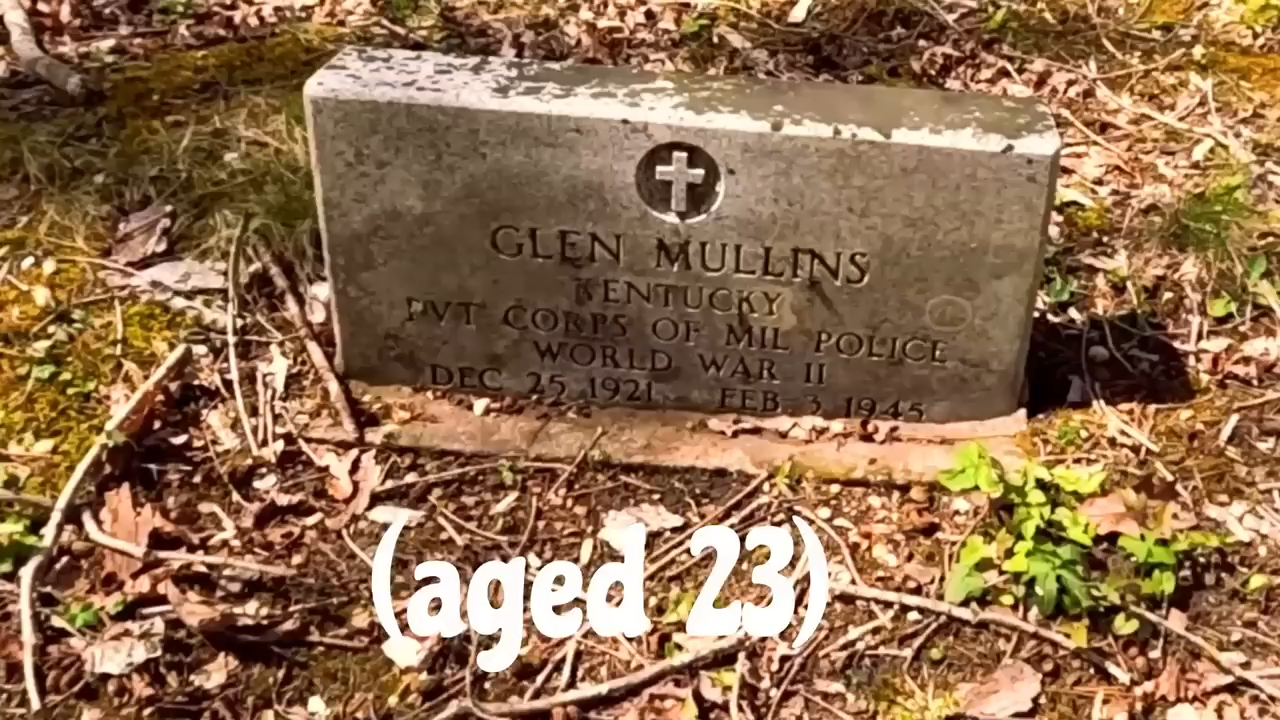 GLEN MULLINS
KENTUCKY
PVT CORPS OF MIL POLICE
WORLD WAR II
DEC 25 1921 FEB 3 1945
(aged 23)